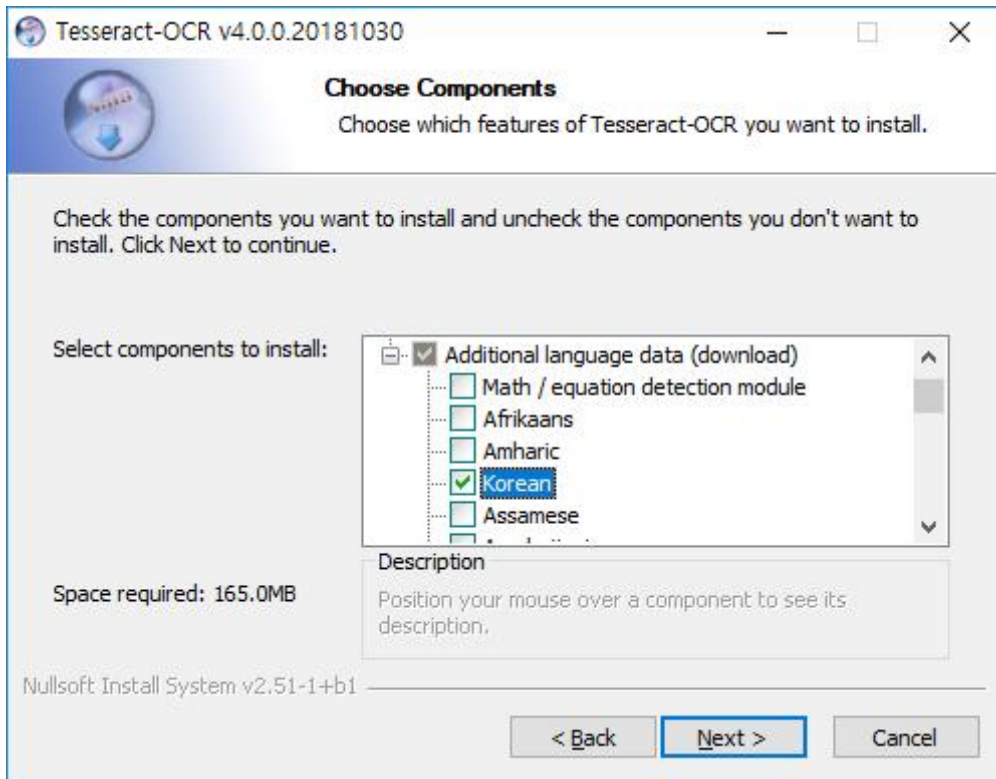 Tesseract-OCR v4.0.0.20181030
Choose Components
Choose which features of Tesseract-OCR you want to install.
Check the components you want to install and uncheck the components you don't want to
install. Click Next to continue.
Select components to install:
Additional language data (download)
Math / equation detection module
Afrikaans
Amharic
Korean
Assamese
Space required: 165.0MB
Description
Position your mouse over a component to see its
description.
Nullsoft Install System v2.51-1+b1
< Back
Next >
Cancel